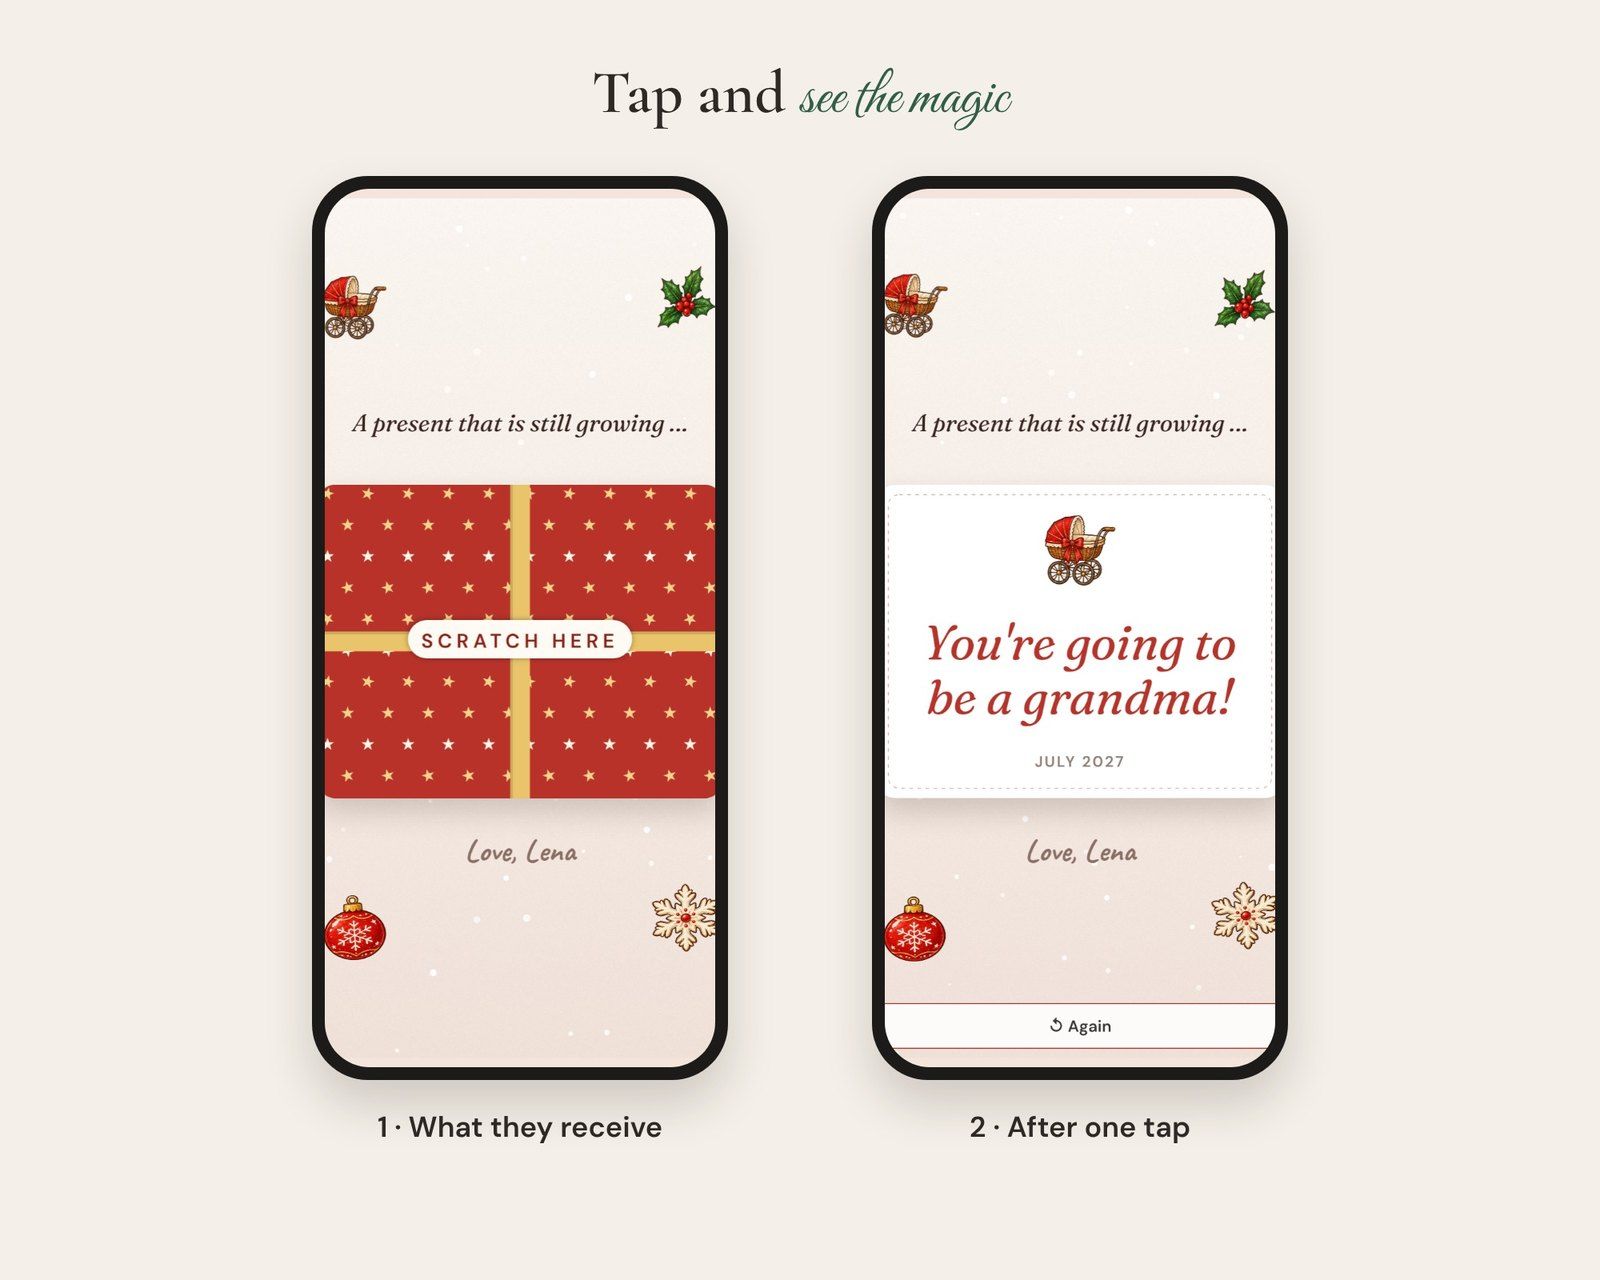 Tap and see the magic
A present that is still growing ...
SCRATCH HERE
Love, Lena
1 · What they receive
A present that is still growing ...
You're going to
be a grandma!
JULY 2027
Love, Lena
Again
2 · After one tap